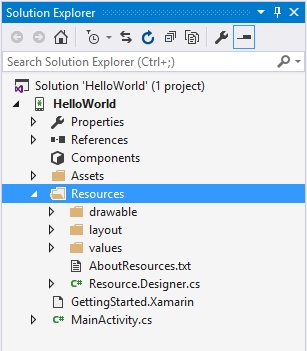 Solution Explorer
Search Solution Explorer (Ctrl+;)
Solution 'HelloWorld' (1 project)
HelloWorld
Properties
References
Components
Assets
Resources
drawable
layout
values
AboutResources.txt
C# Resource.Designer.cs
GettingStarted.Xamarin
C# MainActivity.cs